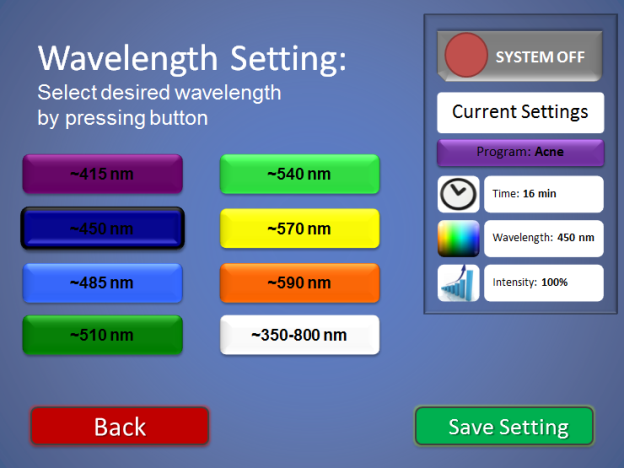 Wavelength Setting:
Select desired wavelength
by pressing button
~415 nm
~450 nm
~485 nm
~510 nm
~540 nm
~570 nm
~590 nm
~350-800 nm
SYSTEM OFF
Current Settings
Program: Acne
Time: 16 min
Wavelength: 450 nm
Intensity: 100%
Back
Save Setting